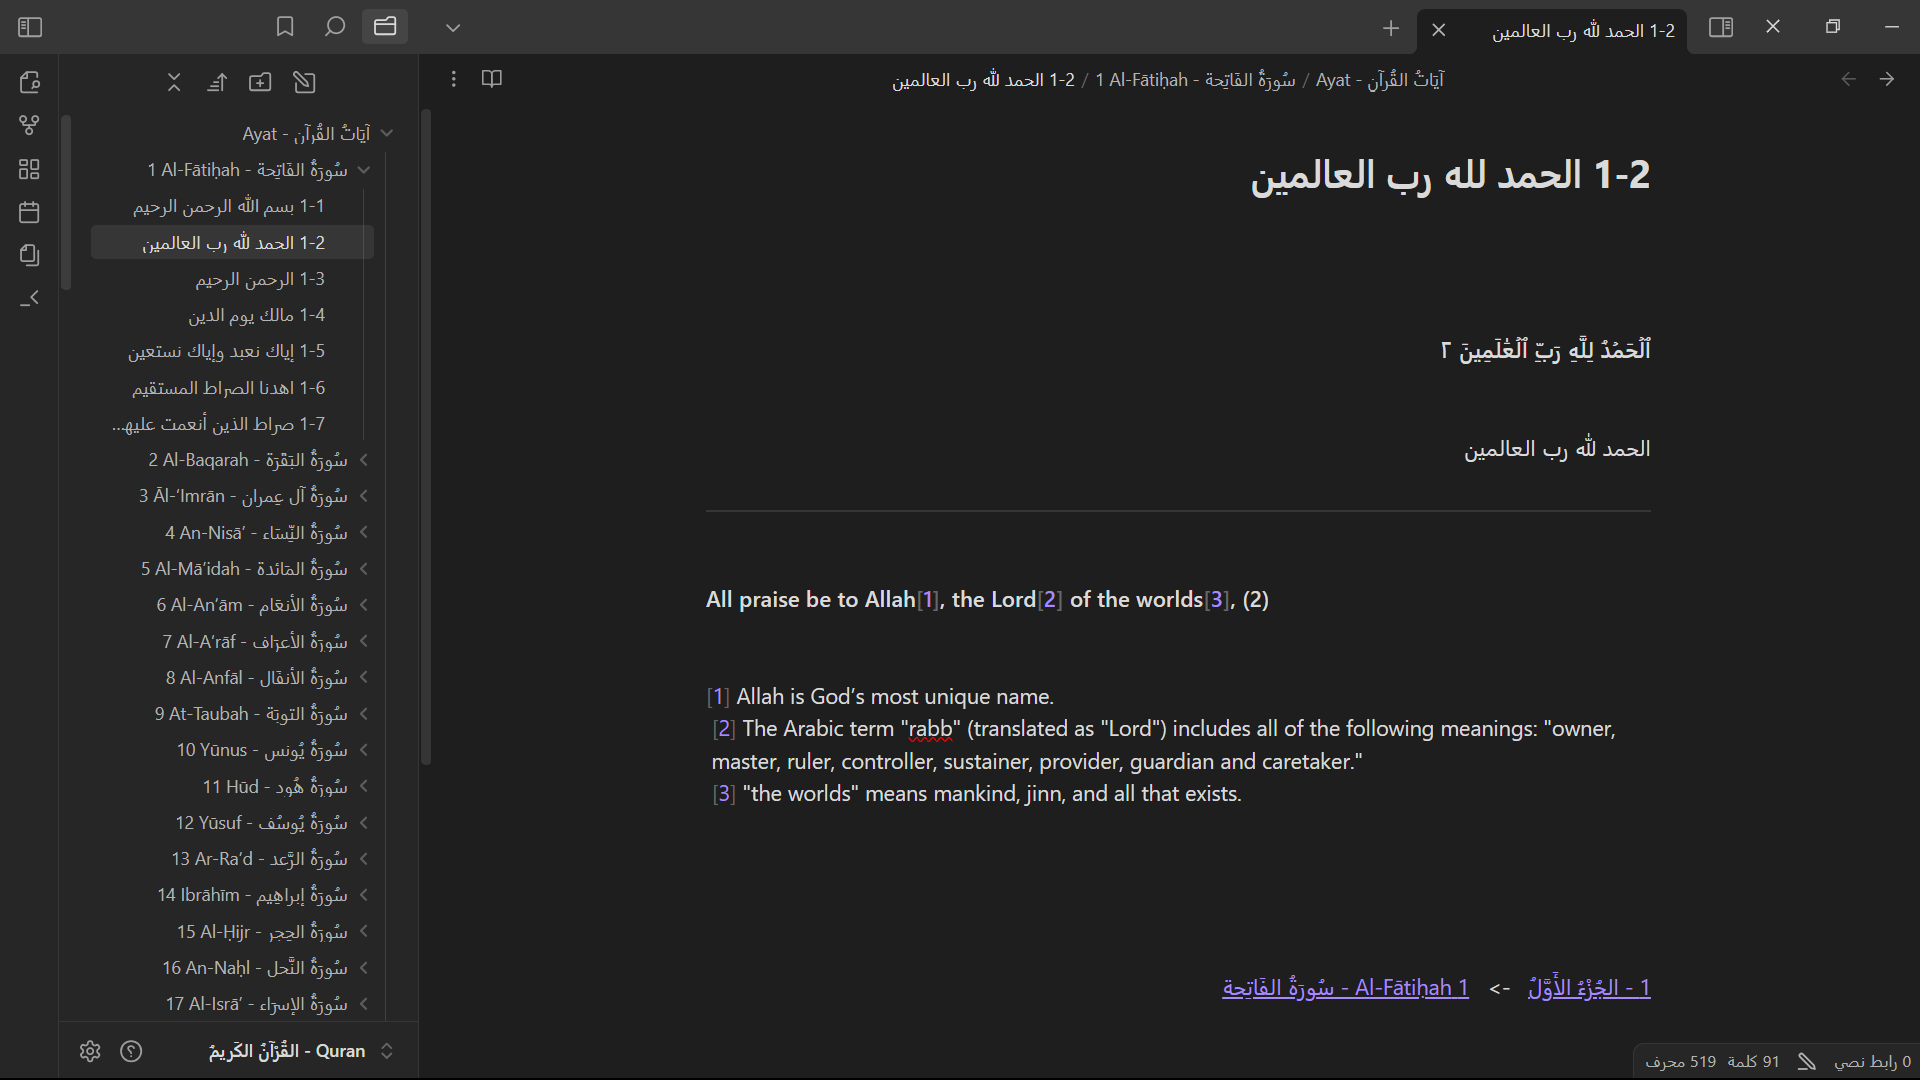 1-2 الحمد لله رب العالمين
آيَاتُ القُرآن - Ayat / سُورَةُ الفَاتِحة - 1 Al-Fātiḥah / 1-2 الحمد لله رب العالمين
آيَاتُ القُرآن - Ayat
سُورَةُ الفَاتِحة - 1 Al-Fātiḥah
1-1 بسم الله الرحمن الرحيم
1-2 الحمد لله رب العالمين
1-3 الرحمن الرحيم
1-4 مالك يوم الدين
1-5 إياك نعبد وإياك نستعين
1-6 اهدنا الصراط المستقيم
1-7 صراط الذين أنعمت عليه...
سُورَةُ البَقَرَة - 2 Al-Baqarah
سُورَةُ آل عِمران - 3 Āl-‘Imrān
سُورَةُ النِّسَاء - 4 An-Nisā’
سُورَةُ المَائدة - 5 Al-Mā’idah
سُورَةُ الأنعَام - 6 Al-An‘ām
سُورَةُ الأعرَاف - 7 Al-A‘rāf
سُورَةُ الأنفَال - 8 Al-Anfāl
سُورَةُ التوبَة - 9 At-Taubah
سُورَةُ يُونس - 10 Yūnus
سُورَةُ هُود - 11 Hūd
سُورَةُ يُوسُف - 12 Yūsuf
سُورَةُ الرَّعد - 13 Ar-Ra‘d
سُورَةُ إبراهِيم - 14 Ibrāhīm
سُورَةُ الحِجر - 15 Al-Ḥijr
سُورَةُ النَّحل - 16 An-Naḥl
سُورَةُ الإسرَاء - 17 Al-Isrā’
القُرْآنُ الكَريمُ - Quran
1-2 الحمد لله رب العالمين
ٱلۡحَمۡدُ لِلَّهِ رَبِّ ٱلۡعَٰلَمِينَ ٢
الحمد لله رب العالمين
All praise be to Allah[1], the Lord[2] of the worlds[3], (2)
[1] Allah is God’s most unique name.
[2] The Arabic term "rabb" (translated as "Lord") includes all of the following meanings: "owner,
master, ruler, controller, sustainer, provider, guardian and caretaker."
[3] "the worlds" means mankind, jinn, and all that exists.
1 - الجُزْءُ الأَوَّلُ <- 1 Al-Fātiḥah - سُورَةُ الفَاتِحة
0 رابط نصي 91 كلمة 519 محرف